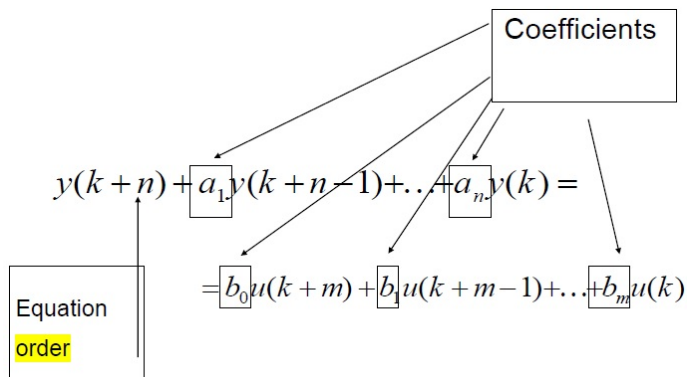 Coefficients
y(k + n) + a₁y(k + n − 1) + … + aₙy(k) =
= b₀u(k + m) + b₁u(k + m − 1) + … + bₘu(k)
Equation
order